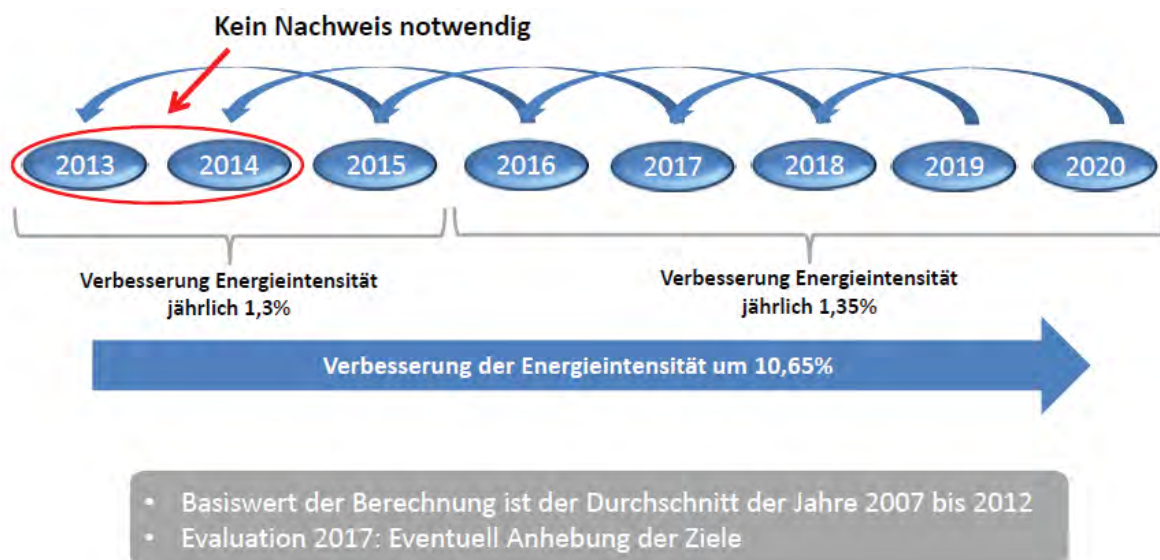 Kein Nachweis notwendig
2013 2014 2015 2016 2017 2018 2019 2020
Verbesserung Energieintensität
jährlich 1,3%
Verbesserung Energieintensität
jährlich 1,35%
Verbesserung der Energieintensität um 10,65%
• Basiswert der Berechnung ist der Durchschnitt der Jahre 2007 bis 2012
• Evaluation 2017: Eventuell Anhebung der Ziele